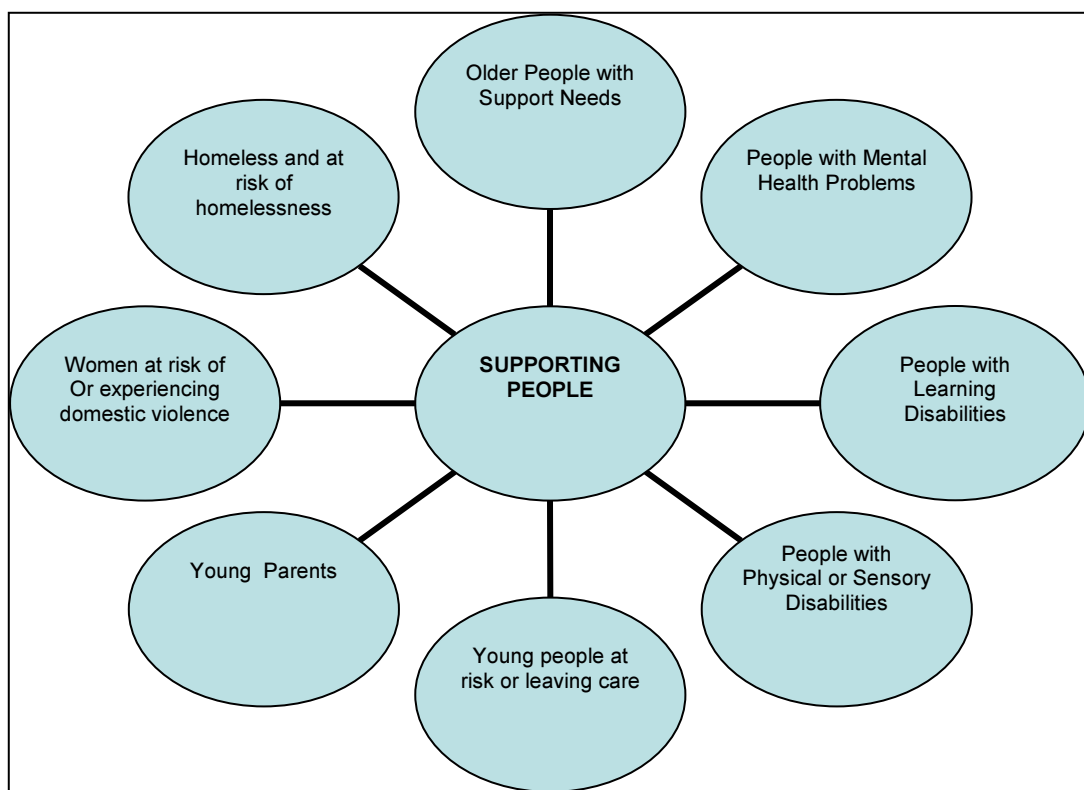 Older People with
Support Needs
Homeless and at
risk of
homelessness
People with Mental
Health Problems
Women at risk of
Or experiencing
domestic violence
SUPPORTING
PEOPLE
People with
Learning
Disabilities
Young Parents
People with
Physical or Sensory
Disabilities
Young people at
risk or leaving care